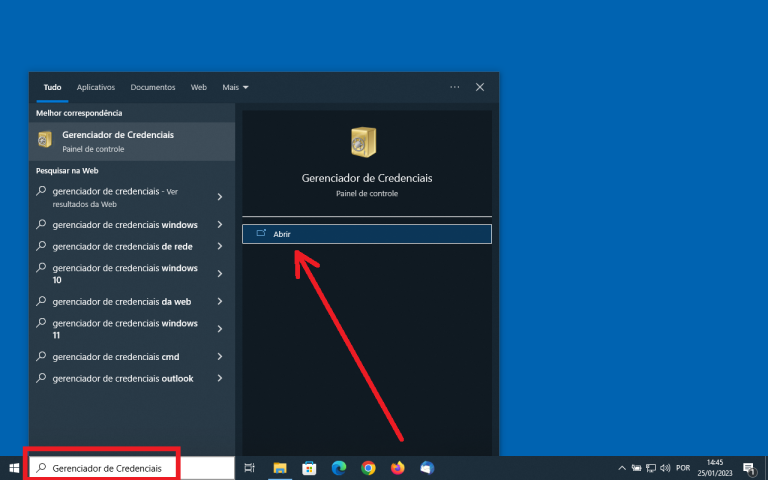 Tudo Aplicativos Documentos Web Mais
Melhor correspondência
Gerenciador de Credenciais
Painel de controle
Pesquisar na Web
gerenciador de credenciais - Ver
resultados da Web
gerenciador de credenciais windows
gerenciador de credenciais de rede
gerenciador de credenciais windows
10
gerenciador de credenciais da web
gerenciador de credenciais windows
11
gerenciador de credenciais cmd
gerenciador de credenciais outlook
Gerenciador de Credenciais
Painel de controle
Abrir
Gerenciador de Credenciais
POR
14:45
25/01/2023
1